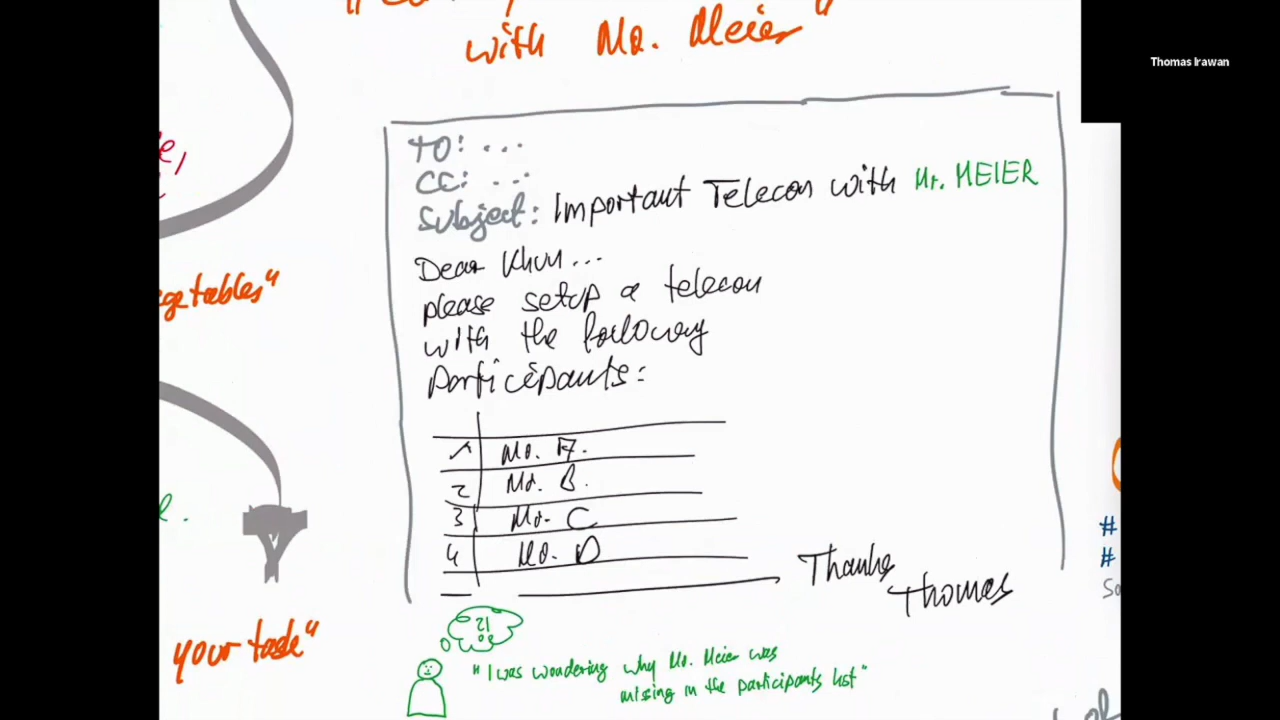 with Mr. Meier"
Thomas Irawan
TO: ...
CC: ...
Subject: Important Telecon with Mr. MEIER
Dear Khun...
please setup a telecon
with the following
participants:
1 Mr. A.
2 Mr. B.
3 Mr. C
4 Mr. D
Thanks
Thomas
?!
"I was wondering why Mr. Meier was
missing in the participants list"
your task"
#
#